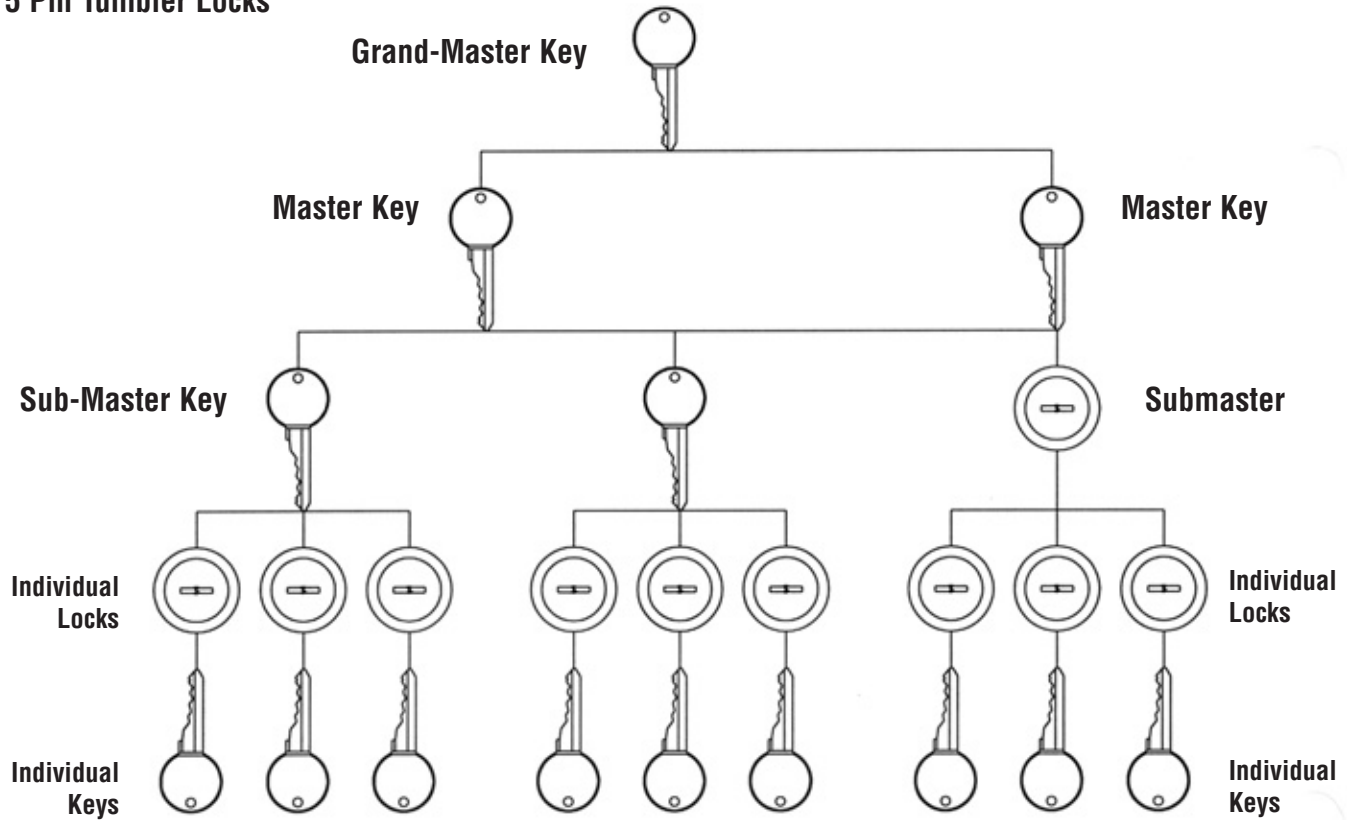 5 Pin Tumbler Locks
Grand-Master Key
Master Key
Master Key
Sub-Master Key
Submaster
Individual
Locks
Individual
Locks
Individual
Keys
Individual
Keys